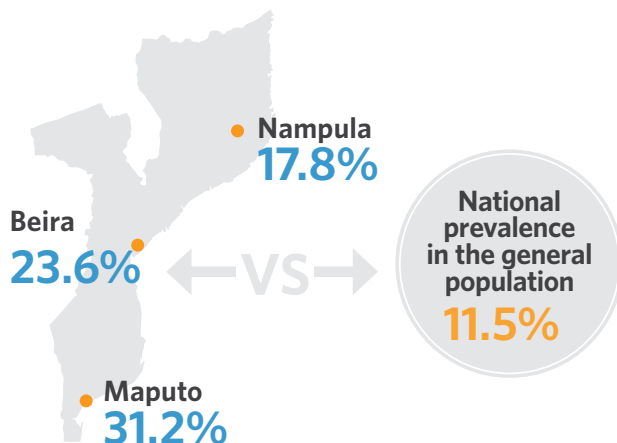 Nampula
17.8%
Beira
23.6%
VS
National
prevalence
in the general
population
11.5%
Maputo
31.2%